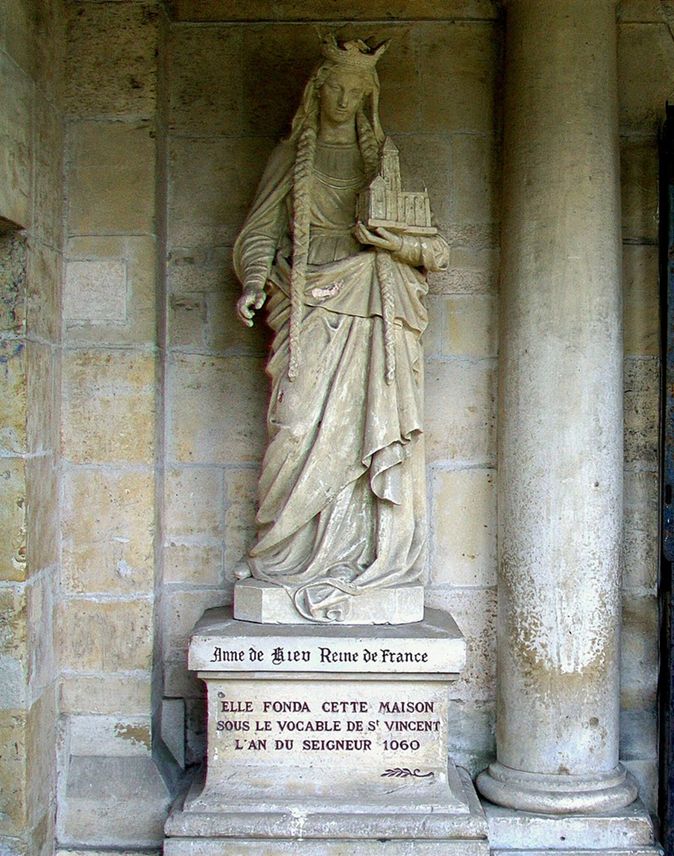 Anne de Kiev Reine de France
ELLE FONDA CETTE MAISON
SOUS LE VOCABLE DE ST VINCENT
L'AN DU SEIGNEUR 1060